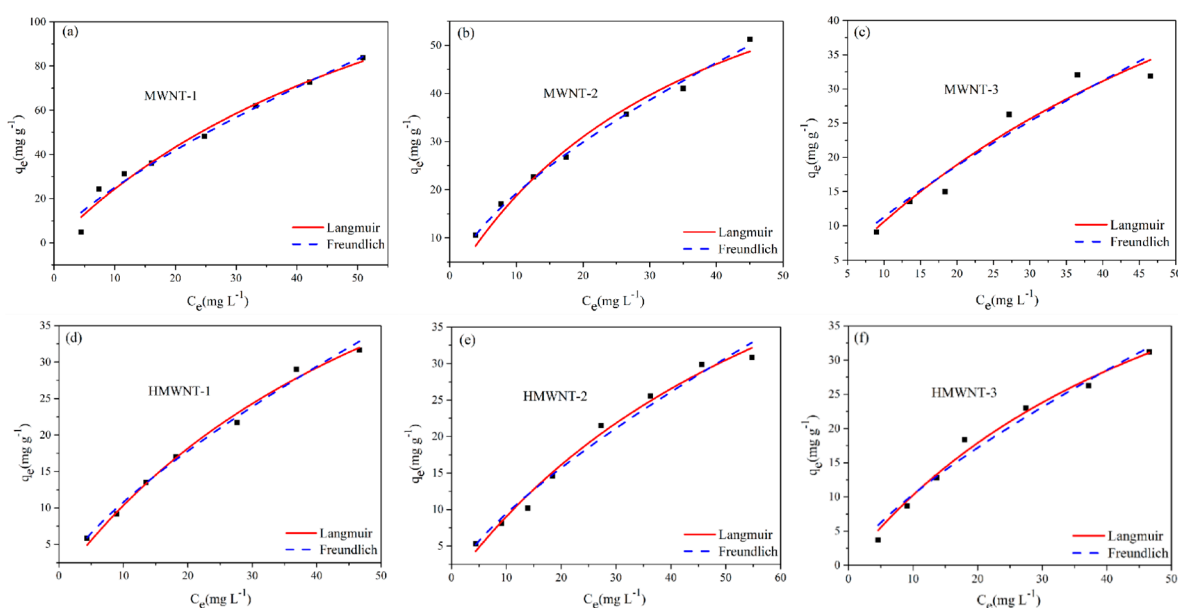 (a)
MWNT-1
100
80
60
40
20
0
qe(mg g-1)
0 10 20 30 40 50
Ce(mg L-1)
Langmuir
Freundlich
(b)
MWNT-2
50
40
30
20
10
qe(mg g-1)
0 5 10 15 20 25 30 35 40 45 50
Ce(mg L-1)
Langmuir
Freundlich
(c)
MWNT-3
40
35
30
25
20
15
10
5
0
qe(mg g-1)
5 10 15 20 25 30 35 40 45 50
Ce(mg L-1)
Langmuir
Freundlich
(d)
HMWNT-1
35
30
25
20
15
10
5
qe(mg g-1)
0 10 20 30 40 50
Ce(mg L-1)
Langmuir
Freundlich
(e)
HMWNT-2
35
30
25
20
15
10
5
qe(mg g-1)
0 10 20 30 40 50 60
Ce(mg L-1)
Langmuir
Freundlich
(f)
HMWNT-3
35
30
25
20
15
10
5
0
qe(mg g-1)
0 10 20 30 40 50
Ce(mg L-1)
Langmuir
Freundlich